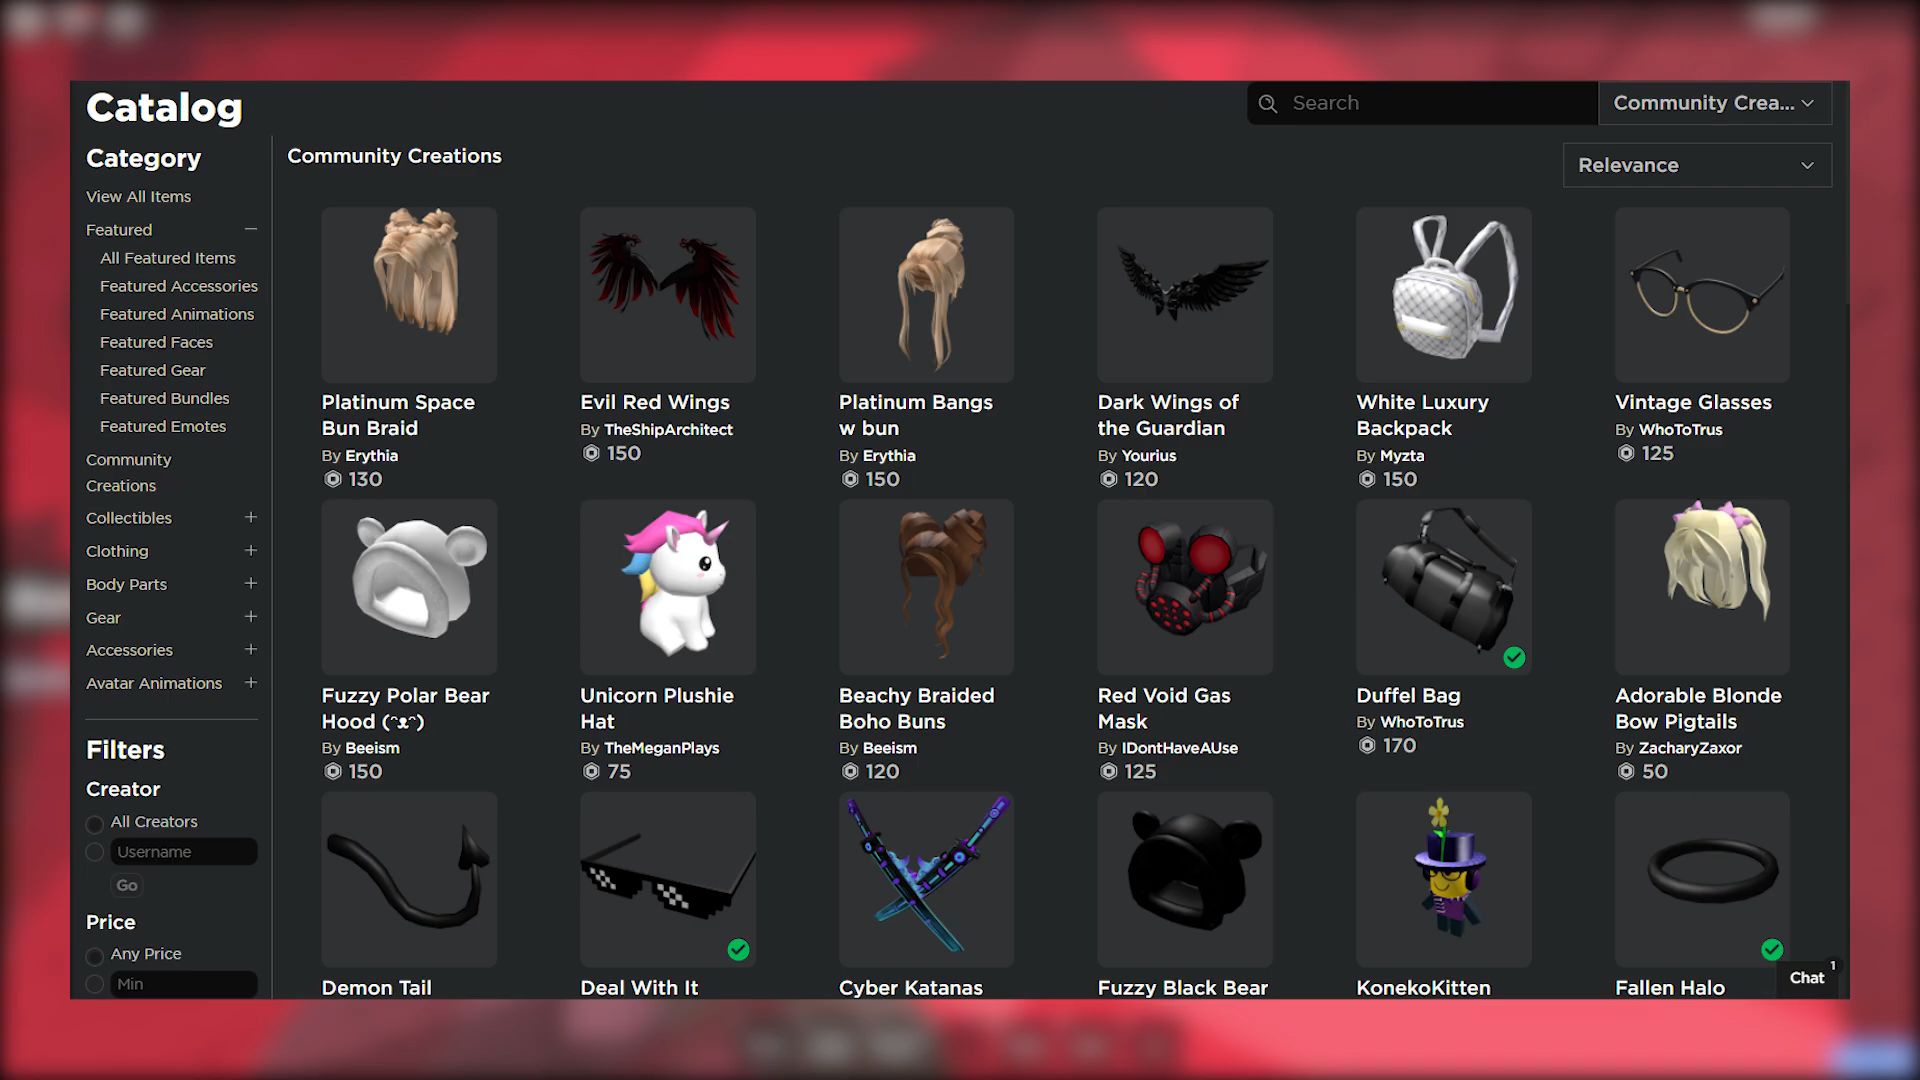 Catalog
Search
Community Crea...
Category
Community Creations
Relevance
View All Items
Featured
All Featured Items
Featured Accessories
Featured Animations
Featured Faces
Featured Gear
Featured Bundles
Featured Emotes
Community
Creations
Collectibles
Clothing
Body Parts
Gear
Accessories
Avatar Animations
Filters
Creator
All Creators
Username
Go
Price
Any Price
Min
Platinum Space
Bun Braid
By Erythia
130
Evil Red Wings
By TheShipArchitect
150
Platinum Bangs
w bun
By Erythia
150
Dark Wings of
the Guardian
By Yourius
120
White Luxury
Backpack
By Myzta
150
Vintage Glasses
By WhoToTrus
125
Fuzzy Polar Bear
Hood (ᵔᴥᵔ)
By Beeism
150
Unicorn Plushie
Hat
By TheMeganPlays
75
Beachy Braided
Boho Buns
By Beeism
120
Red Void Gas
Mask
By IDontHaveAUse
125
Duffel Bag
By WhoToTrus
170
Adorable Blonde
Bow Pigtails
By ZacharyZaxor
50
Demon Tail
Deal With It
Cyber Katanas
Fuzzy Black Bear
KonekoKitten
Fallen Halo
Chat
1